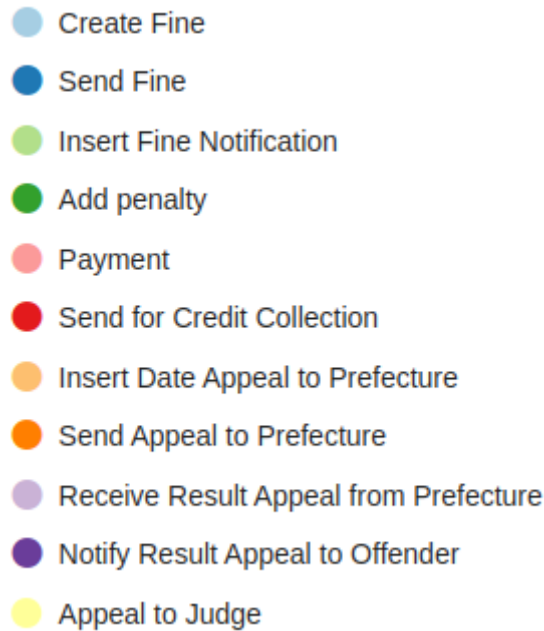 Create Fine
Send Fine
Insert Fine Notification
Add penalty
Payment
Send for Credit Collection
Insert Date Appeal to Prefecture
Send Appeal to Prefecture
Receive Result Appeal from Prefecture
Notify Result Appeal to Offender
Appeal to Judge